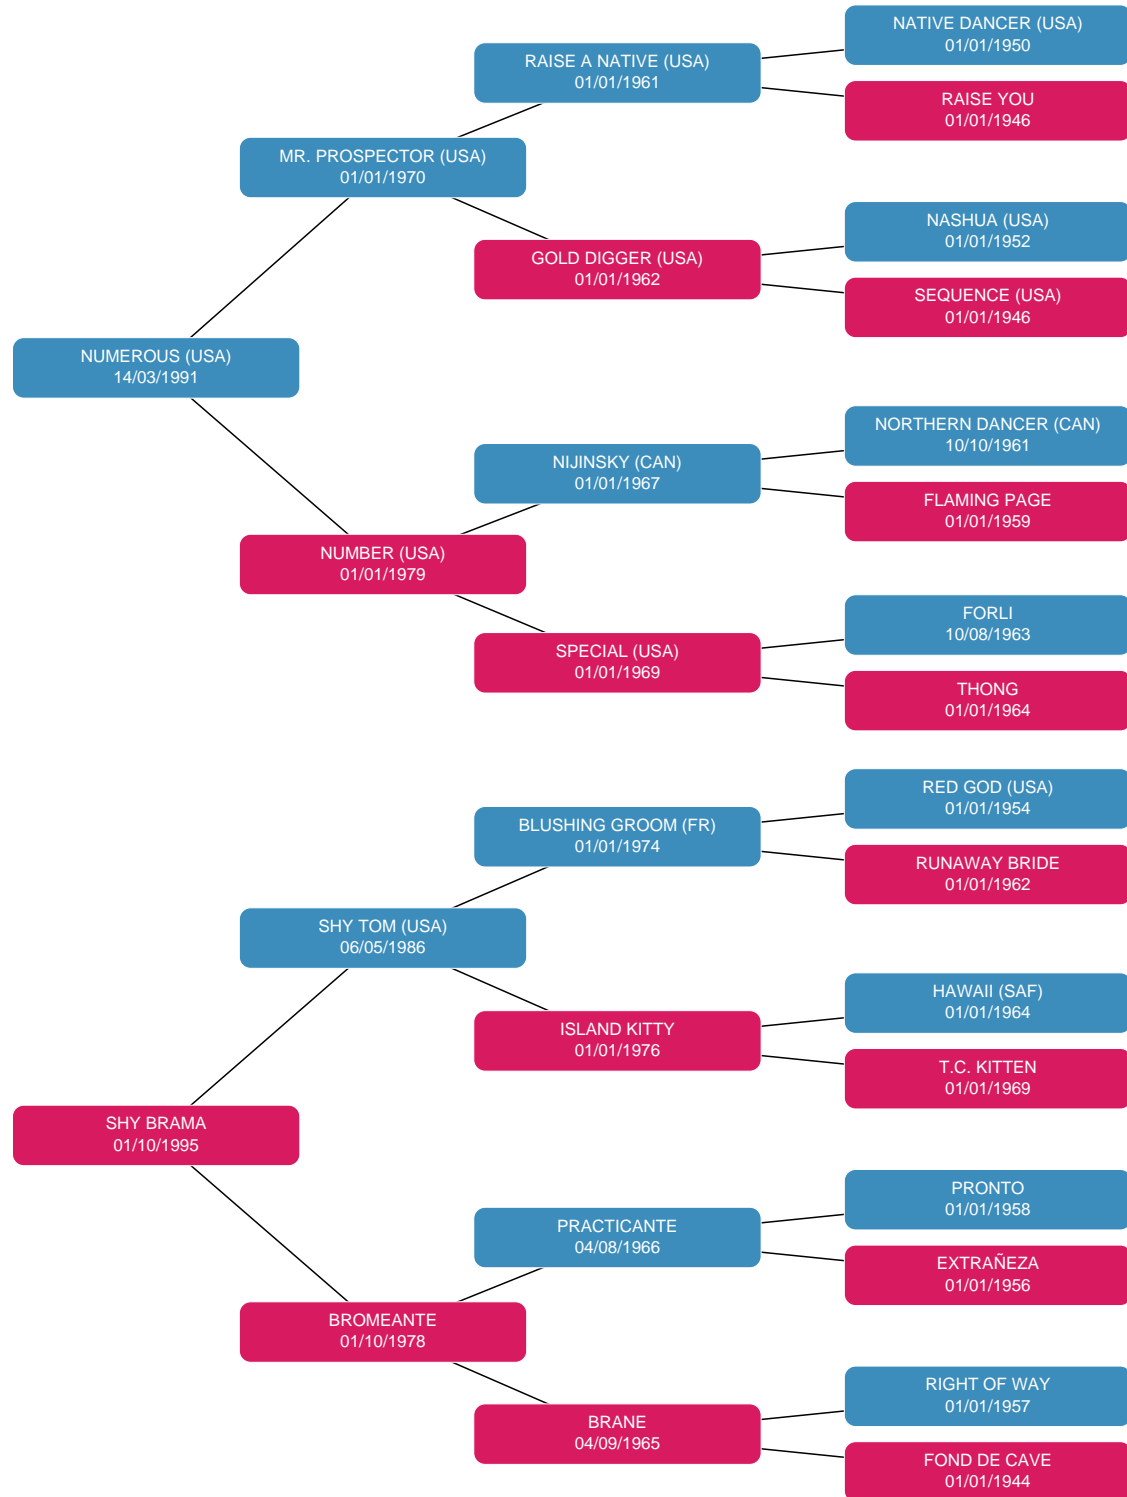 NATIVE DANCER (USA)
01/01/1950
RAISE A NATIVE (USA)
01/01/1961
RAISE YOU
01/01/1946
MR. PROSPECTOR (USA)
01/01/1970
NASHUA (USA)
01/01/1952
GOLD DIGGER (USA)
01/01/1962
SEQUENCE (USA)
01/01/1946
NUMEROUS (USA)
14/03/1991
NORTHERN DANCER (CAN)
10/10/1961
NIJINSKY (CAN)
01/01/1967
FLAMING PAGE
01/01/1959
NUMBER (USA)
01/01/1979
FORLI
10/08/1963
SPECIAL (USA)
01/01/1969
THONG
01/01/1964
RED GOD (USA)
01/01/1954
BLUSHING GROOM (FR)
01/01/1974
RUNAWAY BRIDE
01/01/1962
SHY TOM (USA)
06/05/1986
HAWAII (SAF)
01/01/1964
ISLAND KITTY
01/01/1976
T.C. KITTEN
01/01/1969
SHY BRAMA
01/10/1995
PRONTO
01/01/1958
PRACTICANTE
04/08/1966
EXTRAÑEZA
01/01/1956
BROMEANTE
01/10/1978
RIGHT OF WAY
01/01/1957
BRANE
04/09/1965
FOND DE CAVE
01/01/1944